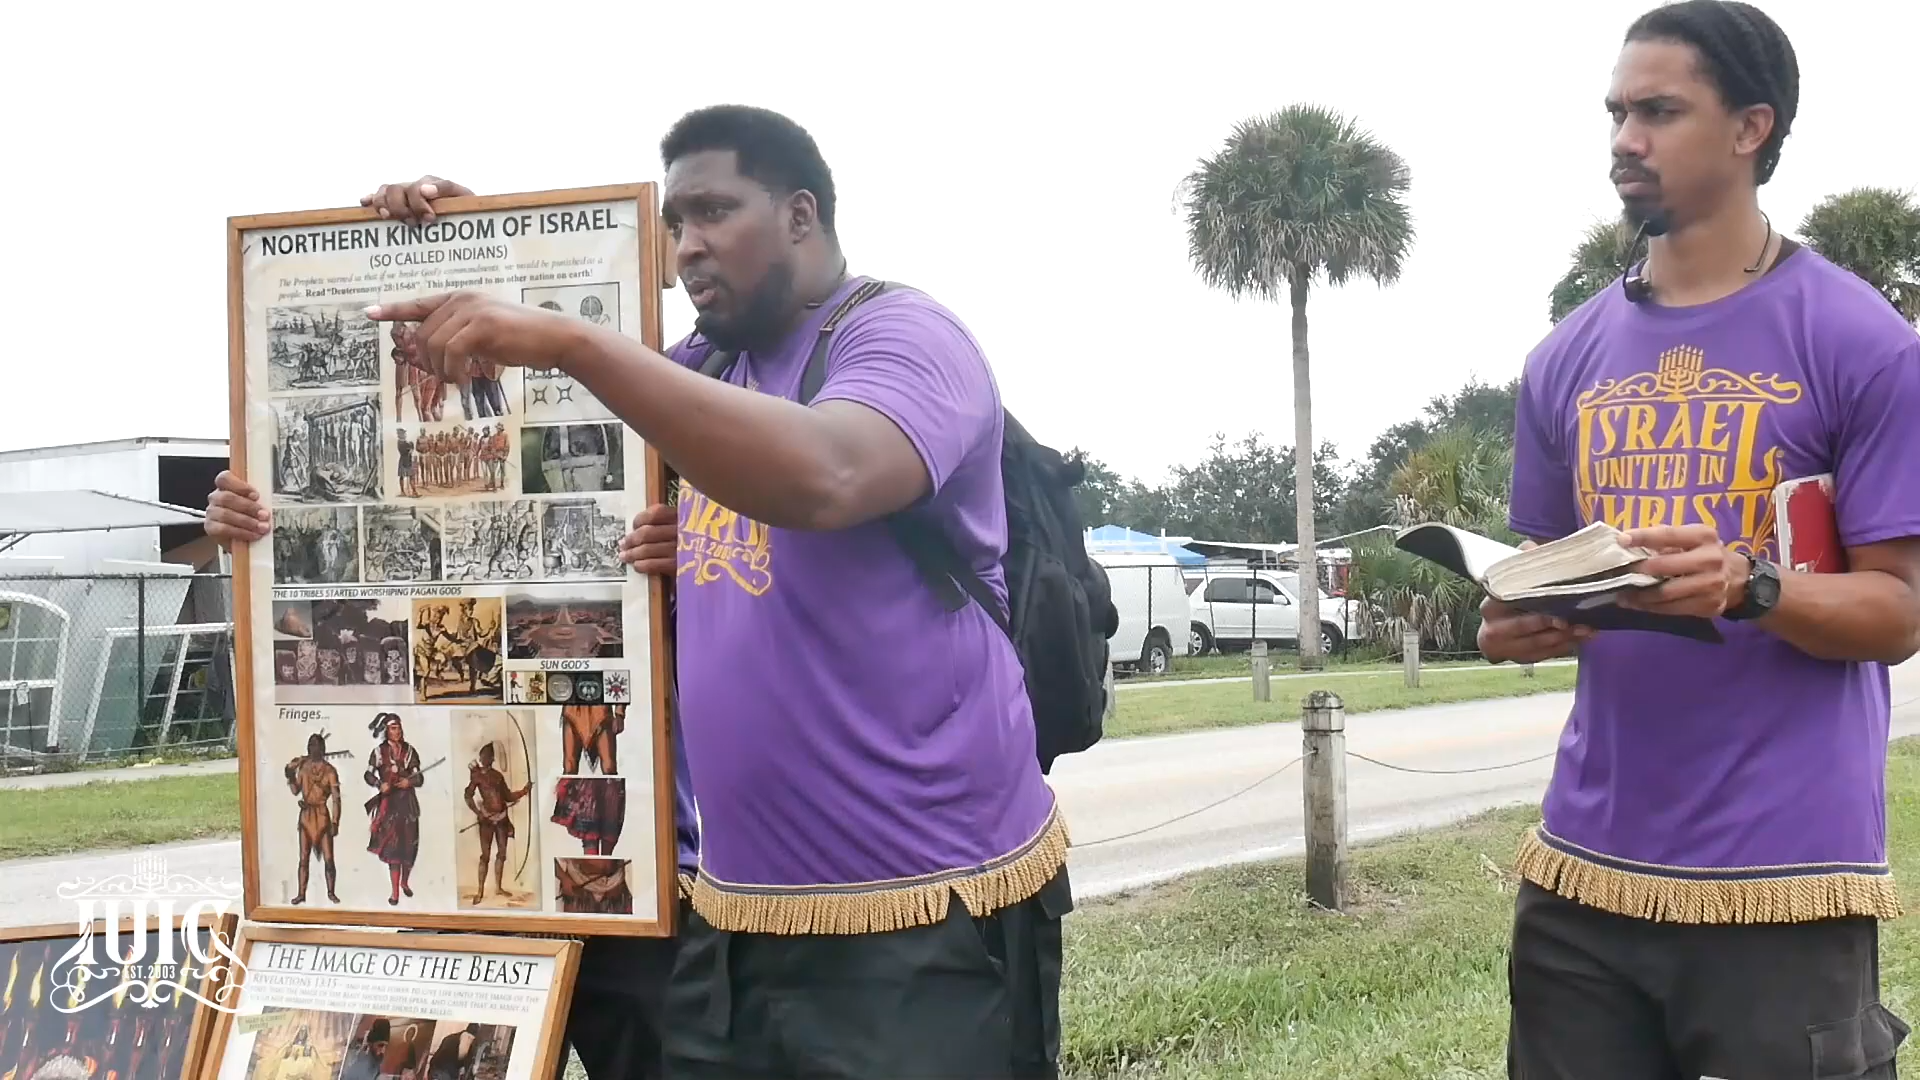 NORTHERN KINGDOM OF ISRAEL
(SO CALLED INDIANS)
The Prophets warned us that if we broke God's commandments, we would be punished as a
people. Read "Deuteronomy 28:15-68". This happened to no other nation on earth!
THE 10 TRIBES STARTED WORSHIPING PAGAN GODS
SUN GOD'S
Fringes...
THE IMAGE OF THE BEAST
REVELATIONS 13:15
ISRAEL
UNITED IN
CHRIST
IUIC
EST. 2003